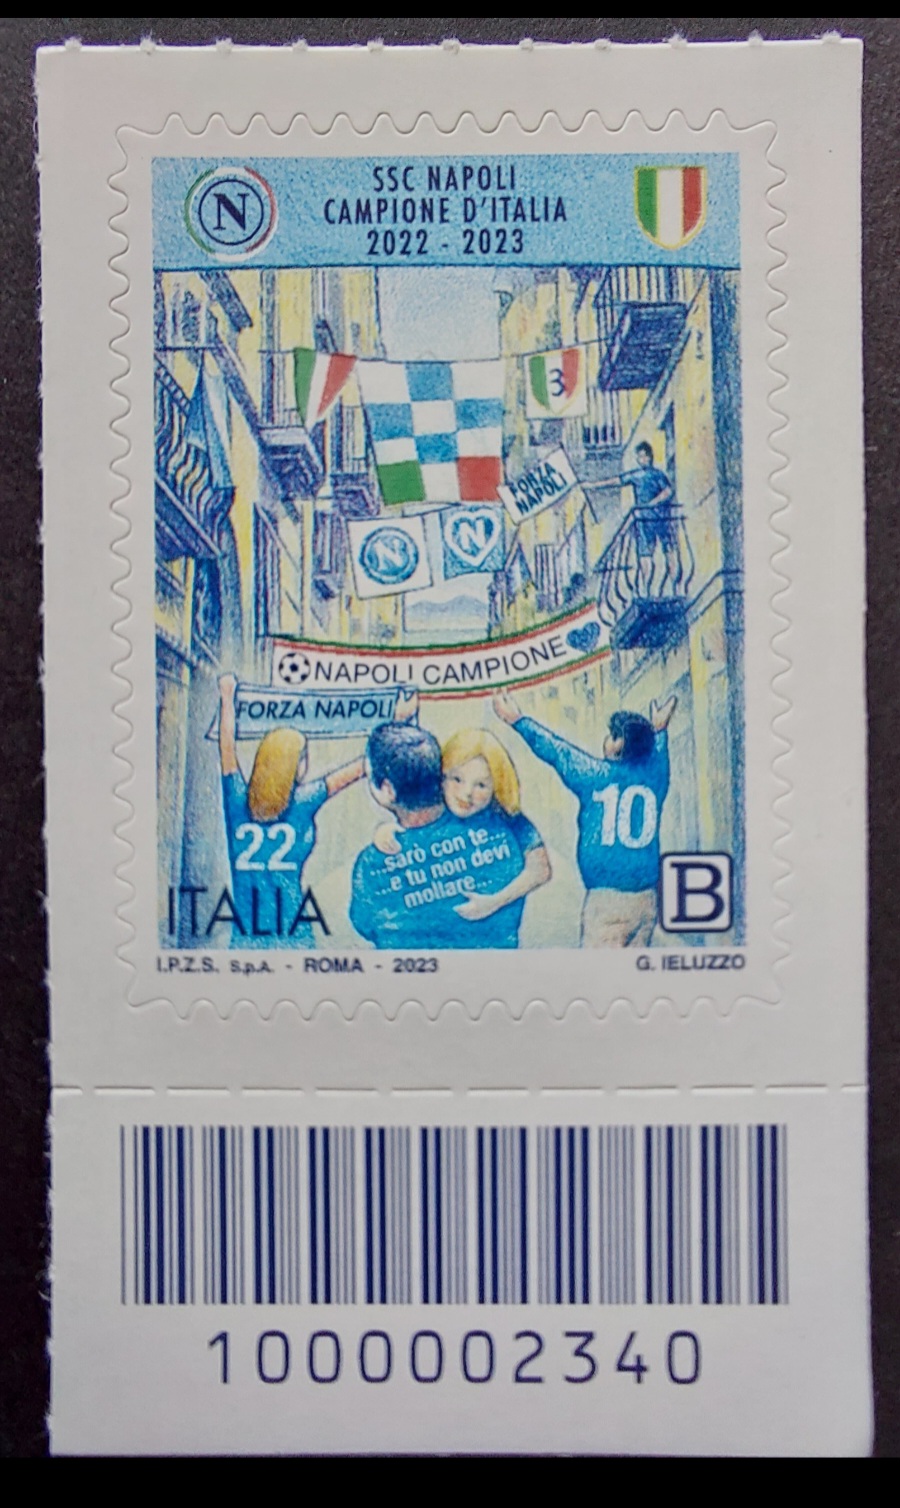 N
SSC NAPOLI
CAMPIONE D'ITALIA
2022 - 2023
3
FORZA
NAPOLI
N
N
NAPOLI CAMPIONE
FORZA NAPOLI
22
10
...sarò con te...
...e tu non devi
mollare...
ITALIA
B
I.P.Z.S. S.p.A. - ROMA - 2023
G. IELUZZO
1000002340